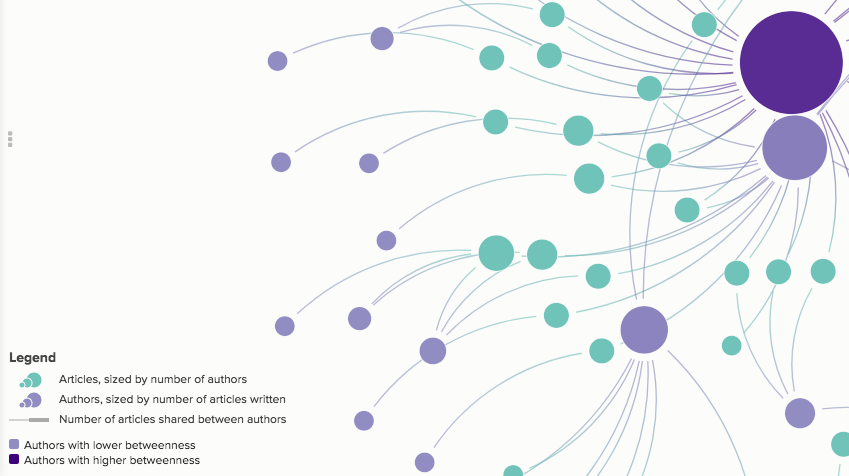 Legend
Articles, sized by number of authors
Authors, sized by number of articles written
Number of articles shared between authors
Authors with lower betweenness
Authors with higher betweenness